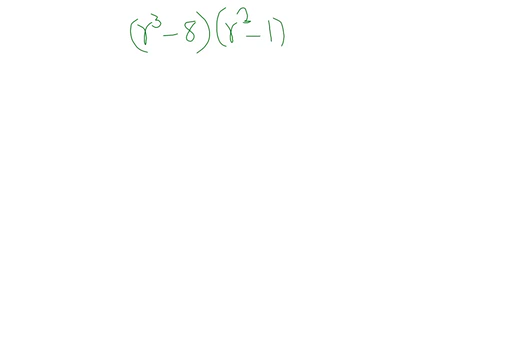 (r³ - 8)(r² - 1)